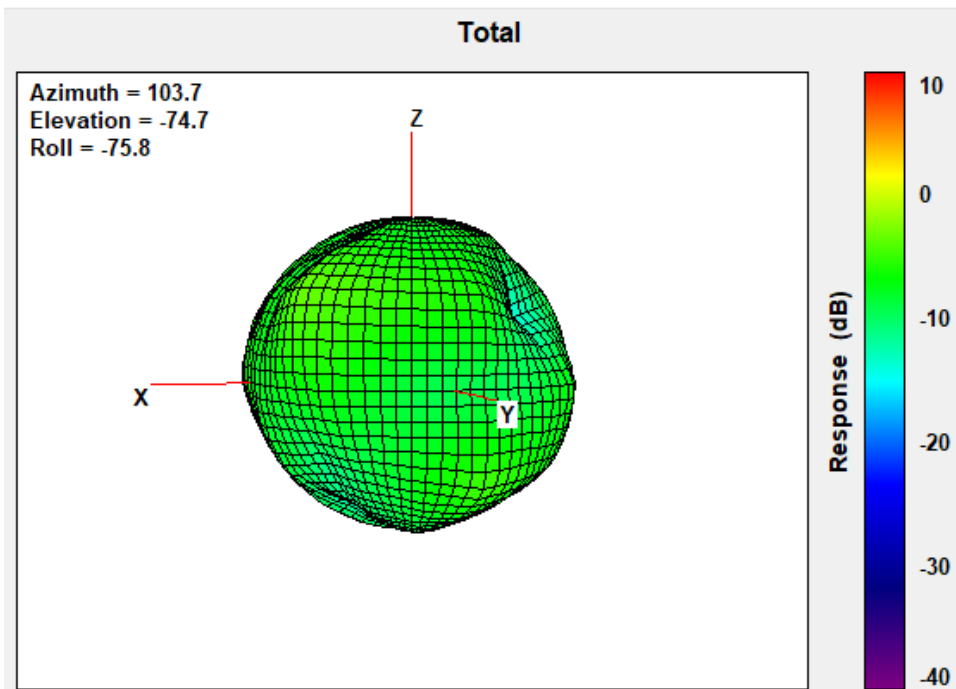 Total
Azimuth = 103.7
Elevation = -74.7
Roll = -75.8
Z
X
Y
10
0
-10
-20
-30
-40
Response (dB)